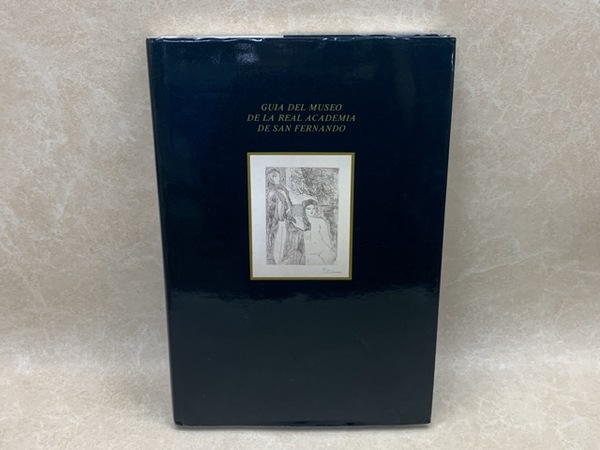 GUIA DEL MUSEO
DE LA REAL ACADEMIA
DE SAN FERNANDO